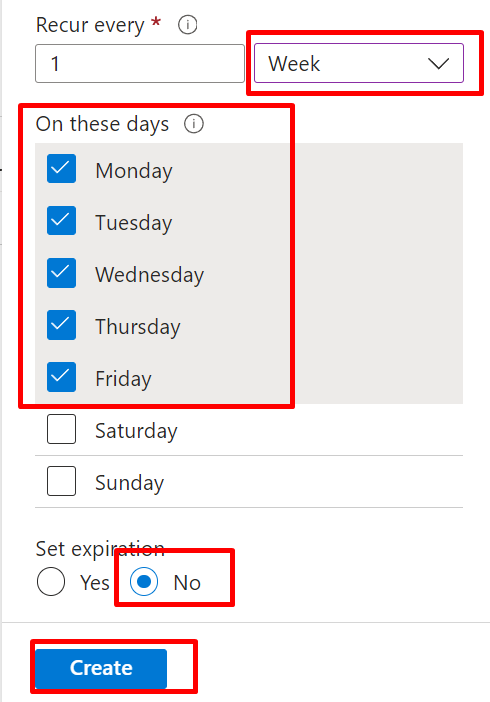 Recur every *
1
Week
On these days
Monday
Tuesday
Wednesday
Thursday
Friday
Saturday
Sunday
Set expiration
Yes
No
Create